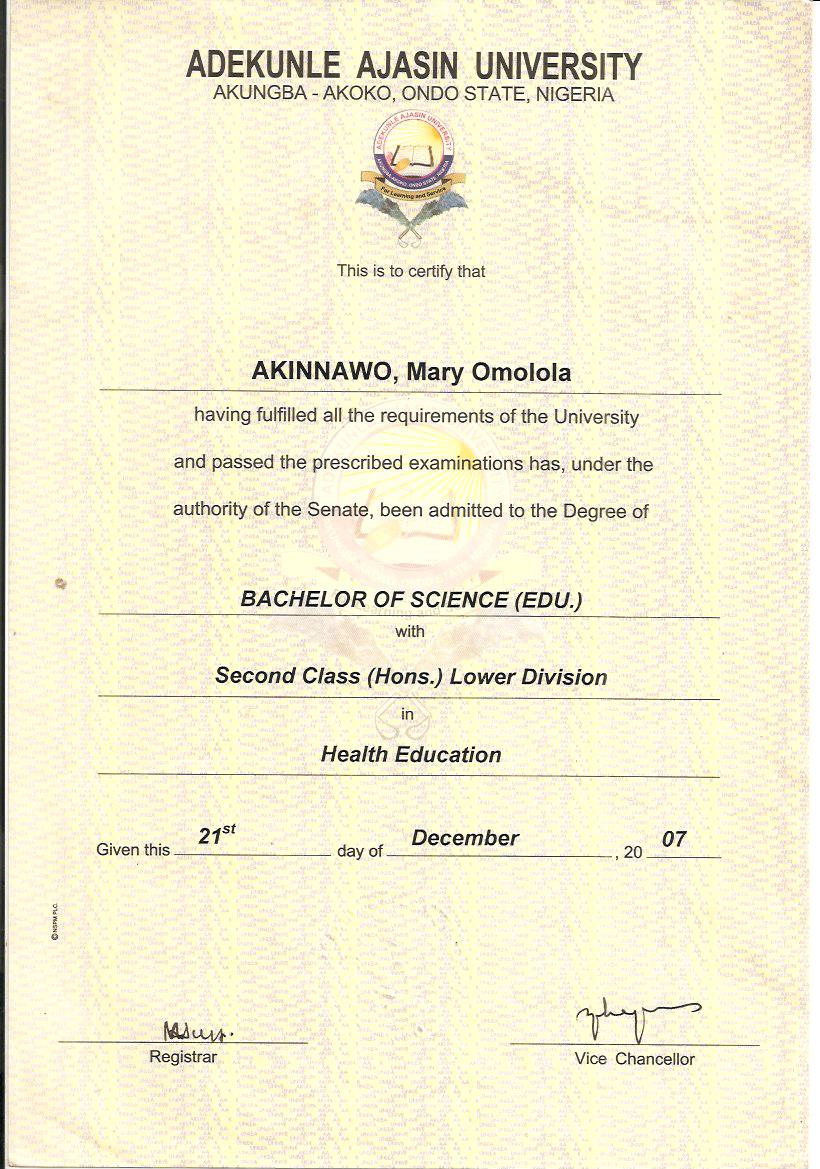 ADEKUNLE AJASIN UNIVERSITY
AKUNGBA - AKOKO, ONDO STATE, NIGERIA
ADEKUNLE AJASIN UNIVERSITY
AKUNGBA-AKOKO, ONDO STATE, NIGERIA
For Learning and Service
This is to certify that
AKINNAWO, Mary Omolola
having fulfilled all the requirements of the University
and passed the prescribed examinations has, under the
authority of the Senate, been admitted to the Degree of
BACHELOR OF SCIENCE (EDU.)
with
Second Class (Hons.) Lower Division
in
Health Education
Given this 21st day of December, 20 07
© NSPM PLC.
Registrar
Vice Chancellor